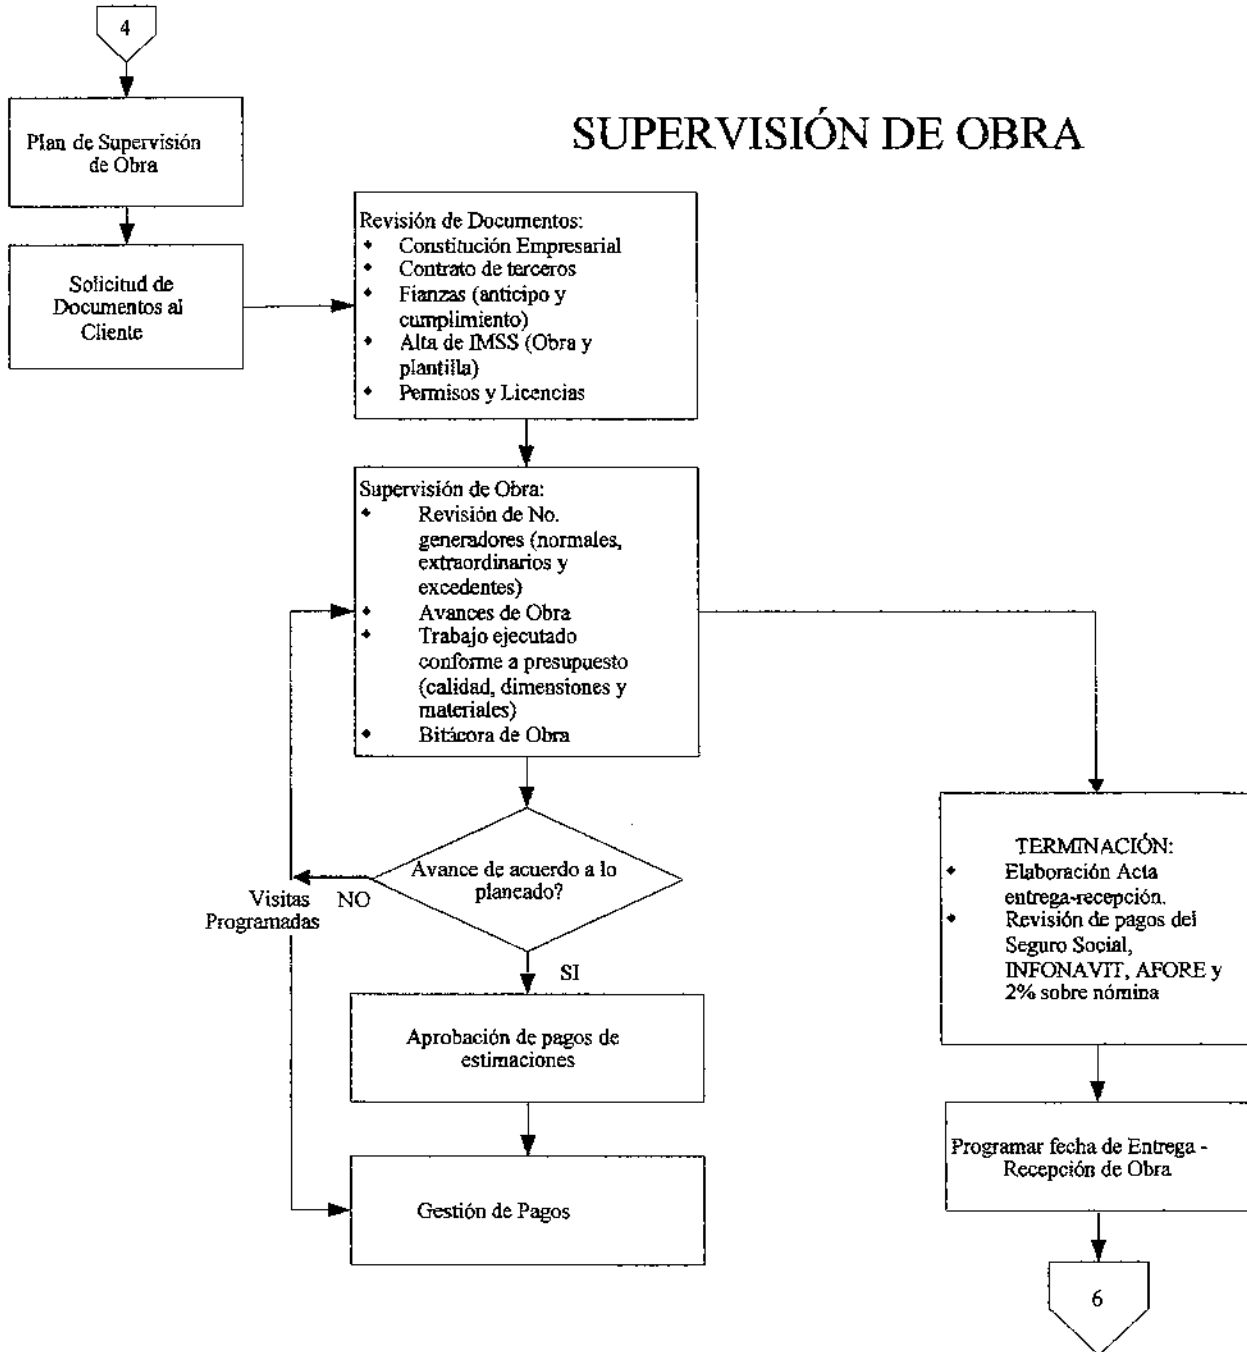 4
SUPERVISIÓN DE OBRA
Plan de Supervisión
de Obra
Solicitud de
Documentos al
Cliente
Revisión de Documentos:
♦ Constitución Empresarial
♦ Contrato de terceros
♦ Fianzas (anticipo y
cumplimiento)
♦ Alta de IMSS (Obra y
plantilla)
♦ Permisos y Licencias
Supervisión de Obra:
♦ Revisión de No.
generadores (normales,
extraordinarios y
excedentes)
♦ Avances de Obra
♦ Trabajo ejecutado
conforme a presupuesto
(calidad, dimensiones y
materiales)
♦ Bitácora de Obra
Avance de acuerdo a lo
planeado?
NO
Visitas
Programadas
SI
Aprobación de pagos de
estimaciones
Gestión de Pagos
TERMINACIÓN:
♦ Elaboración Acta
entrega-recepción.
♦ Revisión de pagos del
Seguro Social,
INFONAVIT, AFORE y
2% sobre nómina
Programar fecha de Entrega -
Recepción de Obra
6